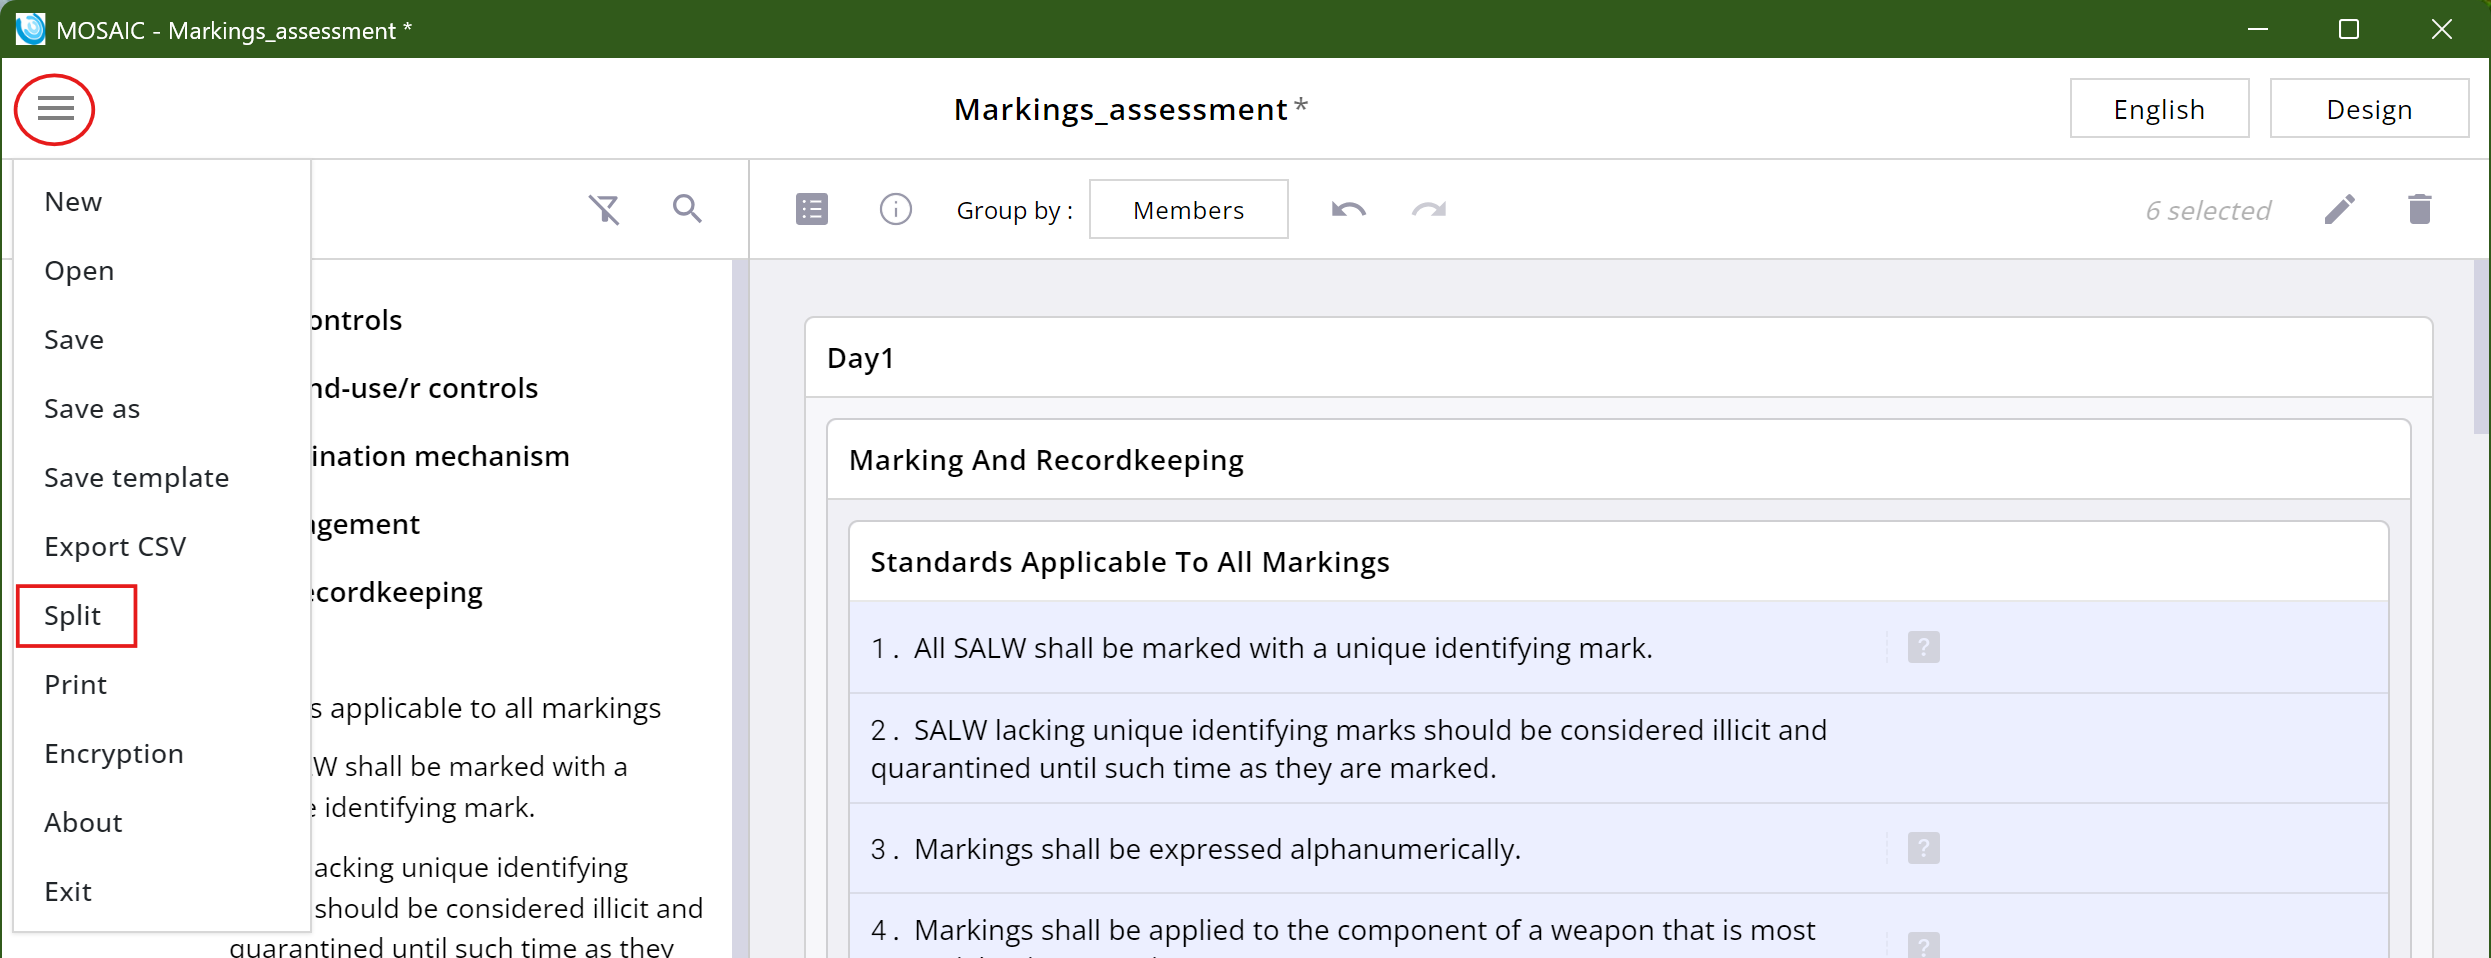 MOSAIC - Markings_assessment *
Markings_assessment *
English
Design
New
Open
Save
Save as
Save template
Export CSV
Split
Print
Encryption
About
Exit
ontrols
nd-use/r controls
ination mechanism
agement
ecordkeeping
s applicable to all markings
W shall be marked with a
identifying mark.
acking unique identifying
should be considered illicit and
quarantined until such time as they
Group by :
Members
6 selected
Day1
Marking And Recordkeeping
Standards Applicable To All Markings
1. All SALW shall be marked with a unique identifying mark.
?
2. SALW lacking unique identifying marks should be considered illicit and
quarantined until such time as they are marked.
3. Markings shall be expressed alphanumerically.
?
4. Markings shall be applied to the component of a weapon that is most
?